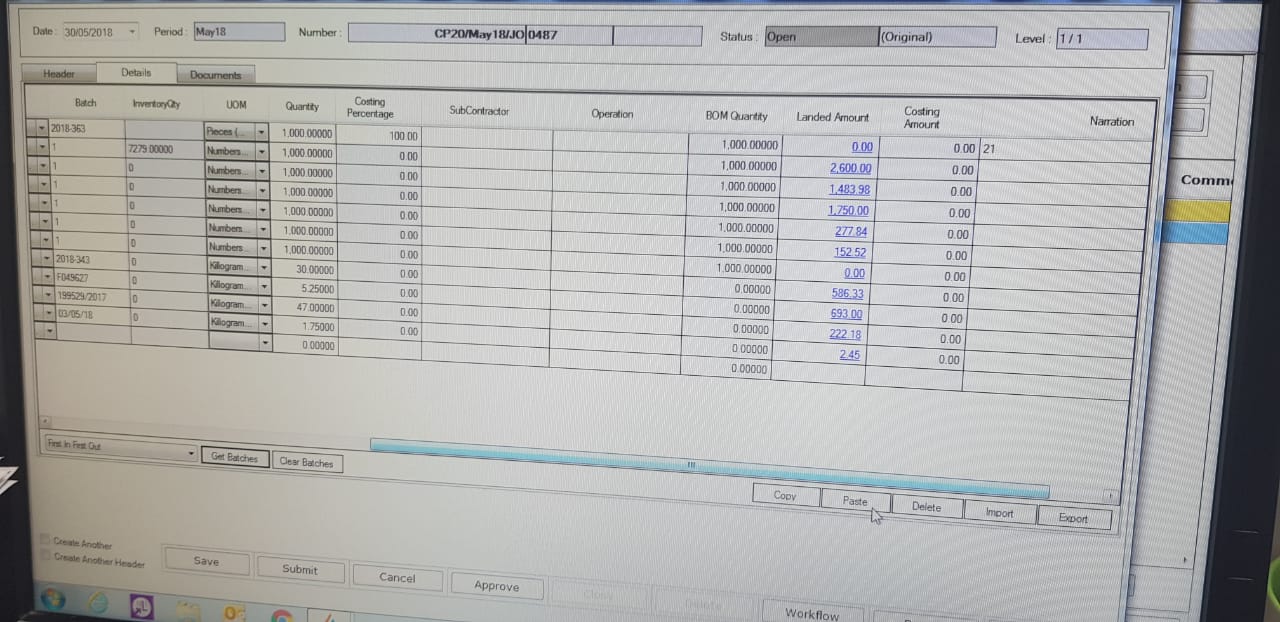 Date : 30/05/2018 Period : May18 Number : CP20/May18/JO 0487 Status : Open (Original) Level : 1 / 1
Header Details Documents
Batch InventoryQty UOM Quantity Costing Percentage SubContractor Operation BOM Quantity Landed Amount Costing Amount Narration
2018-363 Pieces (... 1,000.00000 100.00 1,000.00000 0.00 0.00 21
1 7279.00000 Numbers... 1,000.00000 0.00 1,000.00000 2,600.00 0.00
1 0 Numbers... 1,000.00000 0.00 1,000.00000 1,483.98 0.00
1 0 Numbers... 1,000.00000 0.00 1,000.00000 1,750.00 0.00
1 0 Numbers... 1,000.00000 0.00 1,000.00000 277.84 0.00
1 0 Numbers... 1,000.00000 0.00 1,000.00000 152.52 0.00
1 0 Numbers... 1,000.00000 0.00 1,000.00000 0.00 0.00
2018-343 0 Kilogram... 30.00000 0.00 0.00000 586.33 0.00
F049627 0 Kilogram... 5.25000 0.00 0.00000 693.00 0.00
199529/2017 0 Kilogram... 47.00000 0.00 0.00000 222.18 0.00
03/05/18 0 Kilogram... 1.75000 0.00 0.00000 2.45 0.00
0.00000 0.00000
Comm
First In First Out Get Batches Clear Batches
Copy Paste Delete Import Export
Create Another
Create Another Header
Save Submit Cancel Approve Close Workflow